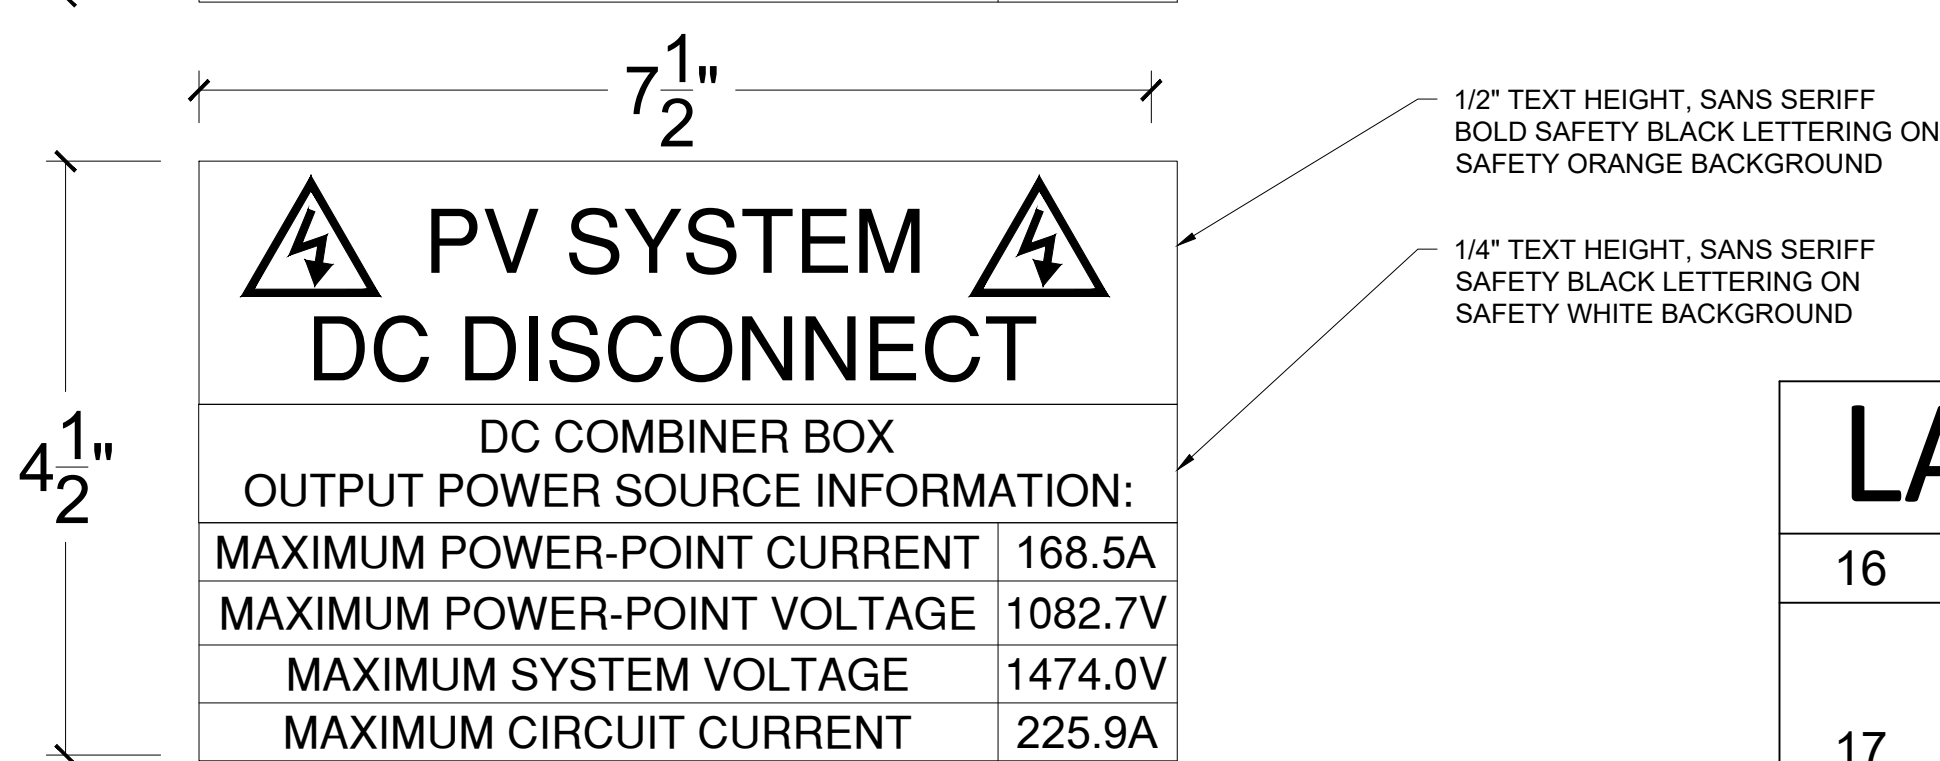 7 1/2"
1/2" TEXT HEIGHT, SANS SERIFF
BOLD SAFETY BLACK LETTERING ON
SAFETY ORANGE BACKGROUND
1/4" TEXT HEIGHT, SANS SERIFF
SAFETY BLACK LETTERING ON
SAFETY WHITE BACKGROUND
4 1/2"
PV SYSTEM
DC DISCONNECT
DC COMBINER BOX
OUTPUT POWER SOURCE INFORMATION:
MAXIMUM POWER-POINT CURRENT 168.5A
MAXIMUM POWER-POINT VOLTAGE 1082.7V
MAXIMUM SYSTEM VOLTAGE 1474.0V
MAXIMUM CIRCUIT CURRENT 225.9A
16
17